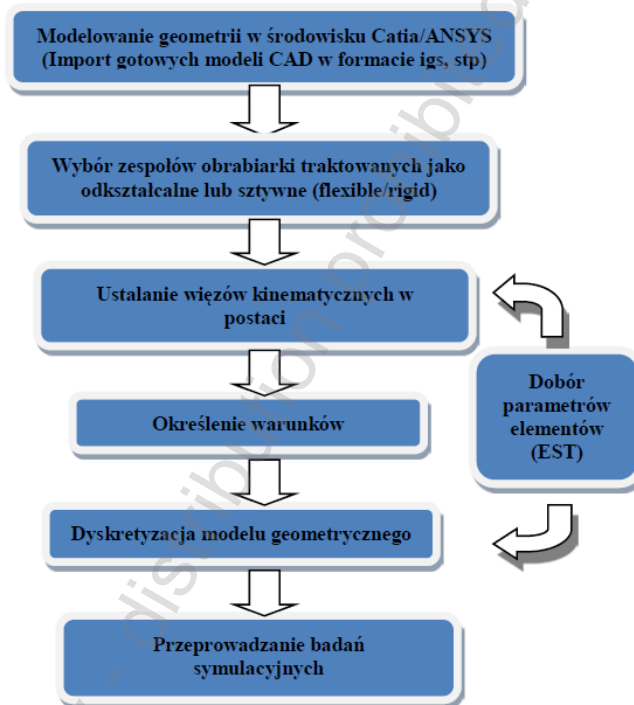 Modelowanie geometrii w środowisku Catia/ANSYS
(Import gotowych modeli CAD w formacie igs, stp)
Wybór zespołów obrabiarki traktowanych jako
odkształcalne lub sztywne (flexible/rigid)
Ustalanie więzów kinematycznych w
postaci
Dobór
parametrów
elementów
(EST)
Określenie warunków
Dyskretyzacja modelu geometrycznego
Przeprowadzanie badań
symulacyjnych
- distribution prohibited